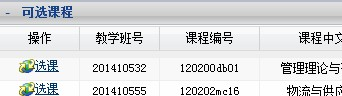 - 可选课程
操作 教学班号 课程编号 课程中文
选课 201410532 120200db01 管理理论与
选课 201410555 120202mc16 物流与供应